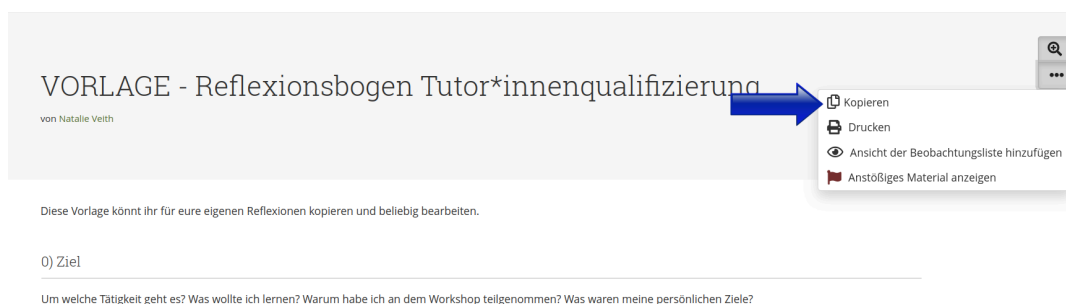 VORLAGE - Reflexionsbogen Tutor*innenqualifizierung
von Natalie Veith
Kopieren
Drucken
Ansicht der Beobachtungsliste hinzufügen
Anstößiges Material anzeigen
Diese Vorlage könnt ihr für eure eigenen Reflexionen kopieren und beliebig bearbeiten.
0) Ziel
Um welche Tätigkeit geht es? Was wollte ich lernen? Warum habe ich an dem Workshop teilgenommen? Was waren meine persönlichen Ziele?